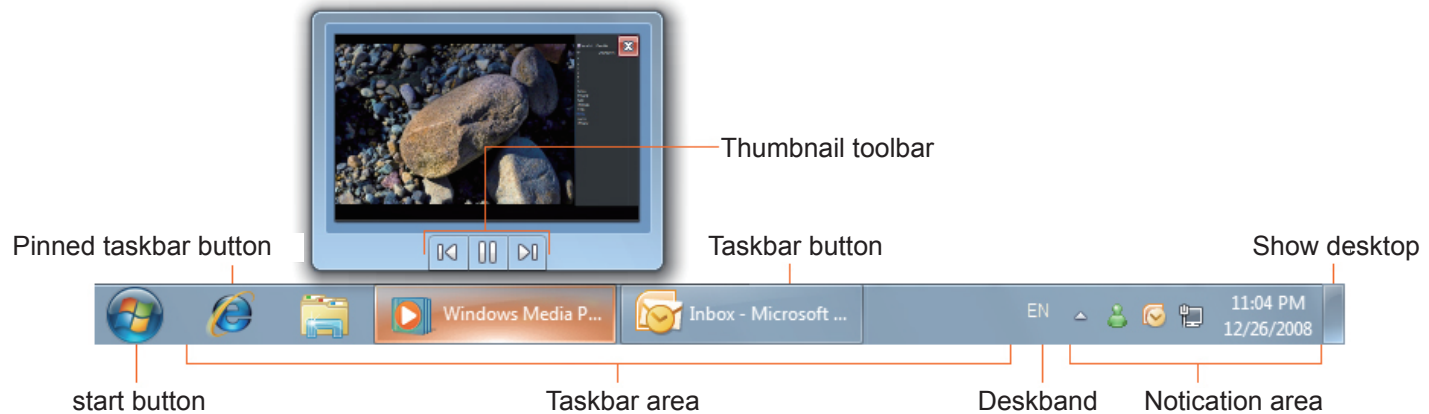 Thumbnail toolbar
Pinned taskbar button
Taskbar button
Show desktop
Windows Media P...
Inbox - Microsoft ...
EN
11:04 PM
12/26/2008
start button
Taskbar area
Deskband
Notication area